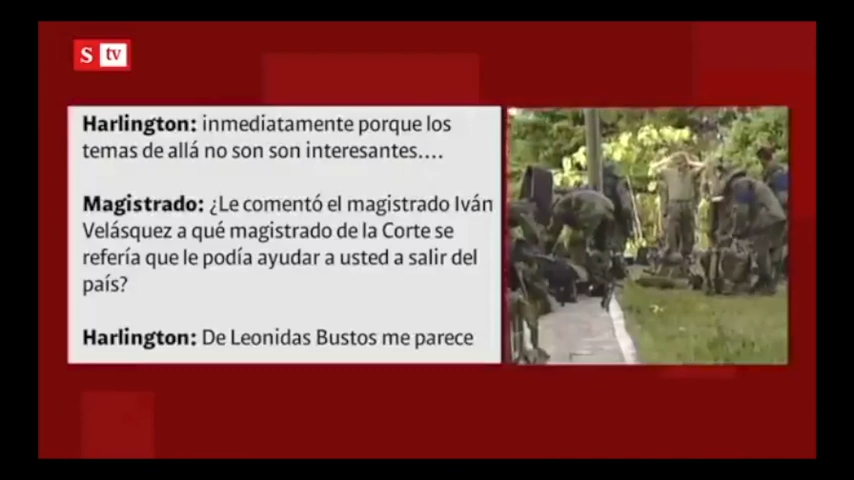 S tv
Harlington: inmediatamente porque los
temas de allá no son son interesantes....
Magistrado: ¿Le comentó el magistrado Iván
Velásquez a qué magistrado de la Corte se
refería que le podía ayudar a usted a salir del
país?
Harlington: De Leonidas Bustos me parece